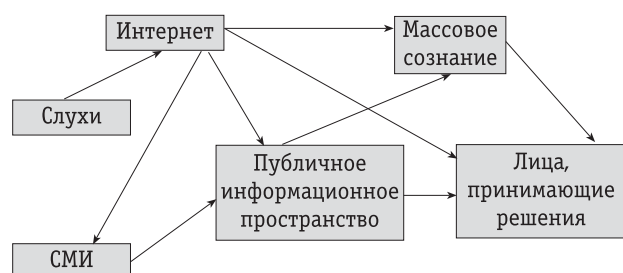 Интернет
Массовое
сознание
Слухи
Публичное
информационное
пространство
Лица,
принимающие
решения
СМИ